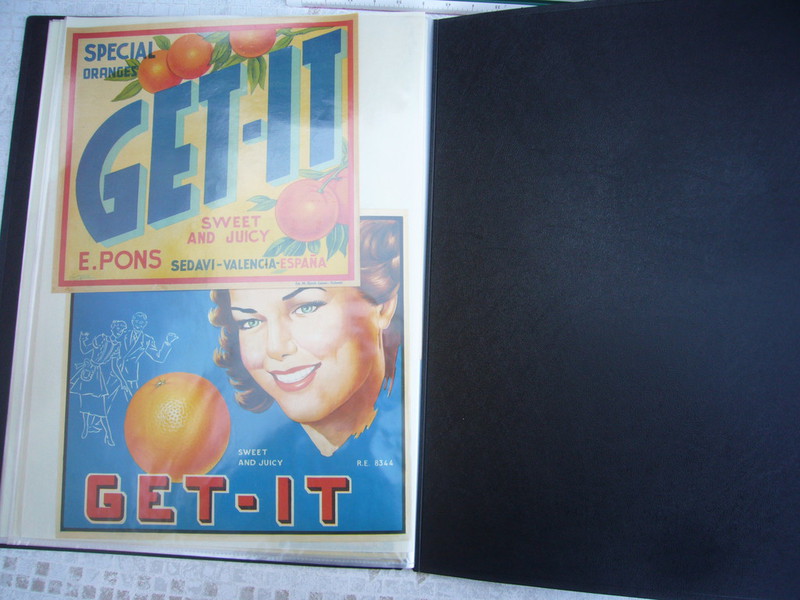 SPECIAL
ORANGES
GET-IT
SWEET
AND JUICY
E.PONS
SEDAVI-VALENCIA-ESPAÑA
SWEET
AND JUICY
R.E. 8344
GET-IT